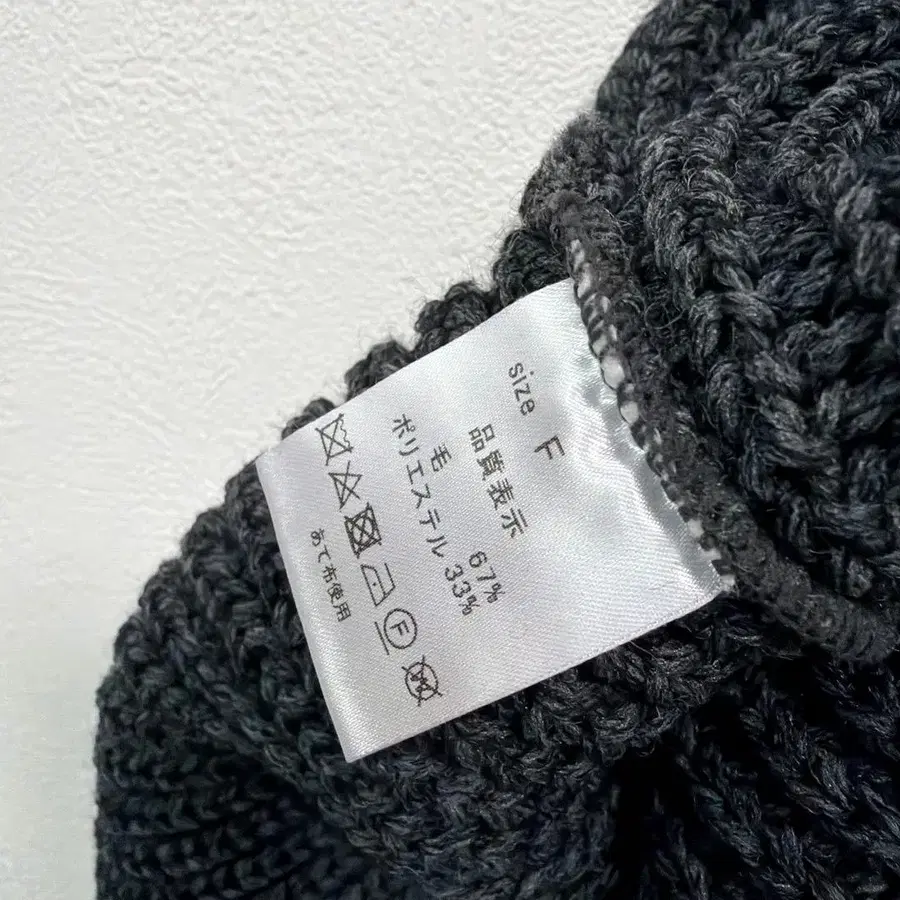 size F
品質表示
毛 67%
ポリエステル 33%
F
W
あて布使用